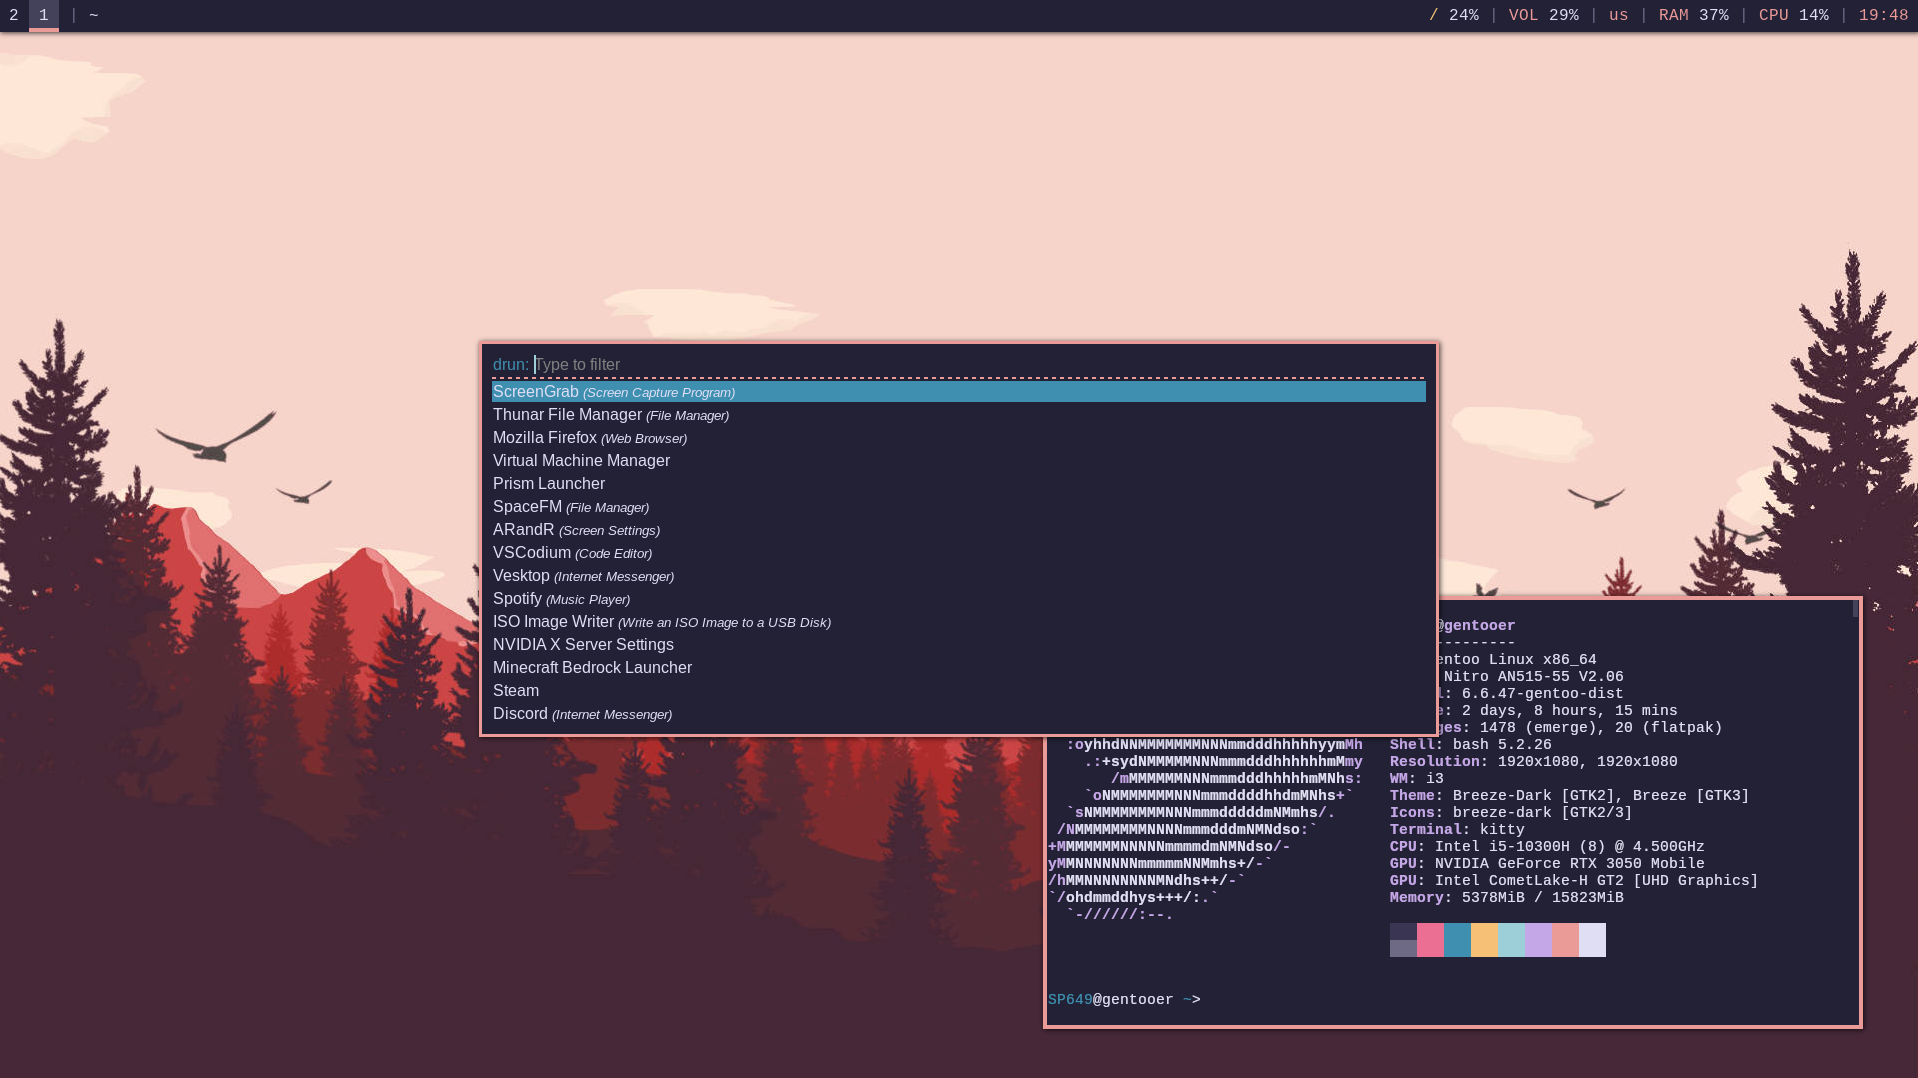 2 1 | ~ / 24% | VOL 29% | us | RAM 37% | CPU 14% | 19:48
drun: Type to filter
ScreenGrab (Screen Capture Program)
Thunar File Manager (File Manager)
Mozilla Firefox (Web Browser)
Virtual Machine Manager
Prism Launcher
SpaceFM (File Manager)
ARandR (Screen Settings)
VSCodium (Code Editor)
Vesktop (Internet Messenger)
Spotify (Music Player)
ISO Image Writer (Write an ISO Image to a USB Disk)
NVIDIA X Server Settings
Minecraft Bedrock Launcher
Steam
Discord (Internet Messenger)
@gentooer
---------
entoo Linux x86_64
Nitro AN515-55 V2.06
l: 6.6.47-gentoo-dist
e: 2 days, 8 hours, 15 mins
ges: 1478 (emerge), 20 (flatpak)
:oyhhdNNMMMMMMMNNNmmdddhhhhhyymMh Shell: bash 5.2.26
.:+sydNMMMMMNNNmmmdddhhhhhhmMmy Resolution: 1920x1080, 1920x1080
/mMMMMMMNNNmmmdddhhhhhmMNhs: WM: i3
`oNMMMMMMMNNNmmmddddhhdmMNhs+` Theme: Breeze-Dark [GTK2], Breeze [GTK3]
`sNMMMMMMMMNNNmmmdddddmNMmhs/. Icons: breeze-dark [GTK2/3]
/NMMMMMMMMNNNNmmmdddmNMNdso:` Terminal: kitty
+MMMMMMMNNNNNmmmmdmNMNdso/- CPU: Intel i5-10300H (8) @ 4.500GHz
yMMNNNNNNNmmmmmNNMmhs+/-` GPU: NVIDIA GeForce RTX 3050 Mobile
/hMMNNNNNNNNMNdhs++/-` GPU: Intel CometLake-H GT2 [UHD Graphics]
`/ohdmmddhys+++/:.` Memory: 5378MiB / 15823MiB
`-//////:--.
SP649@gentooer ~>